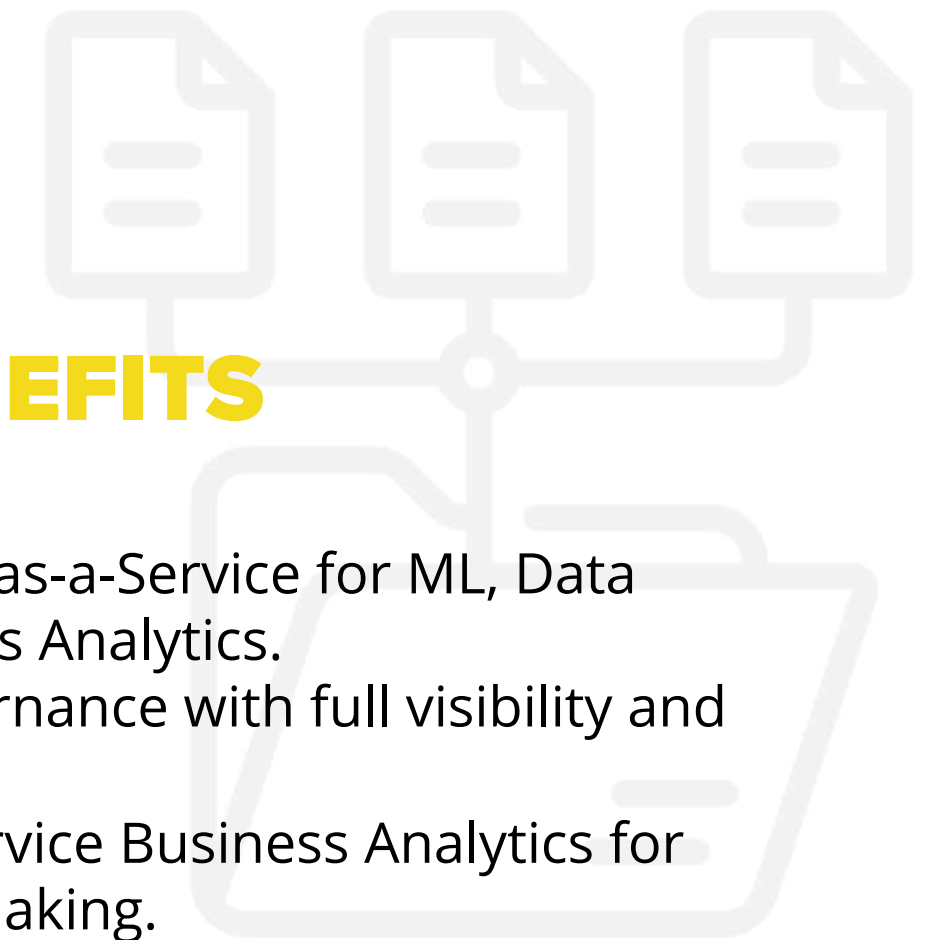 EFITS
as-a-Service for ML, Data
s Analytics.
rnance with full visibility and
rvice Business Analytics for
aking.